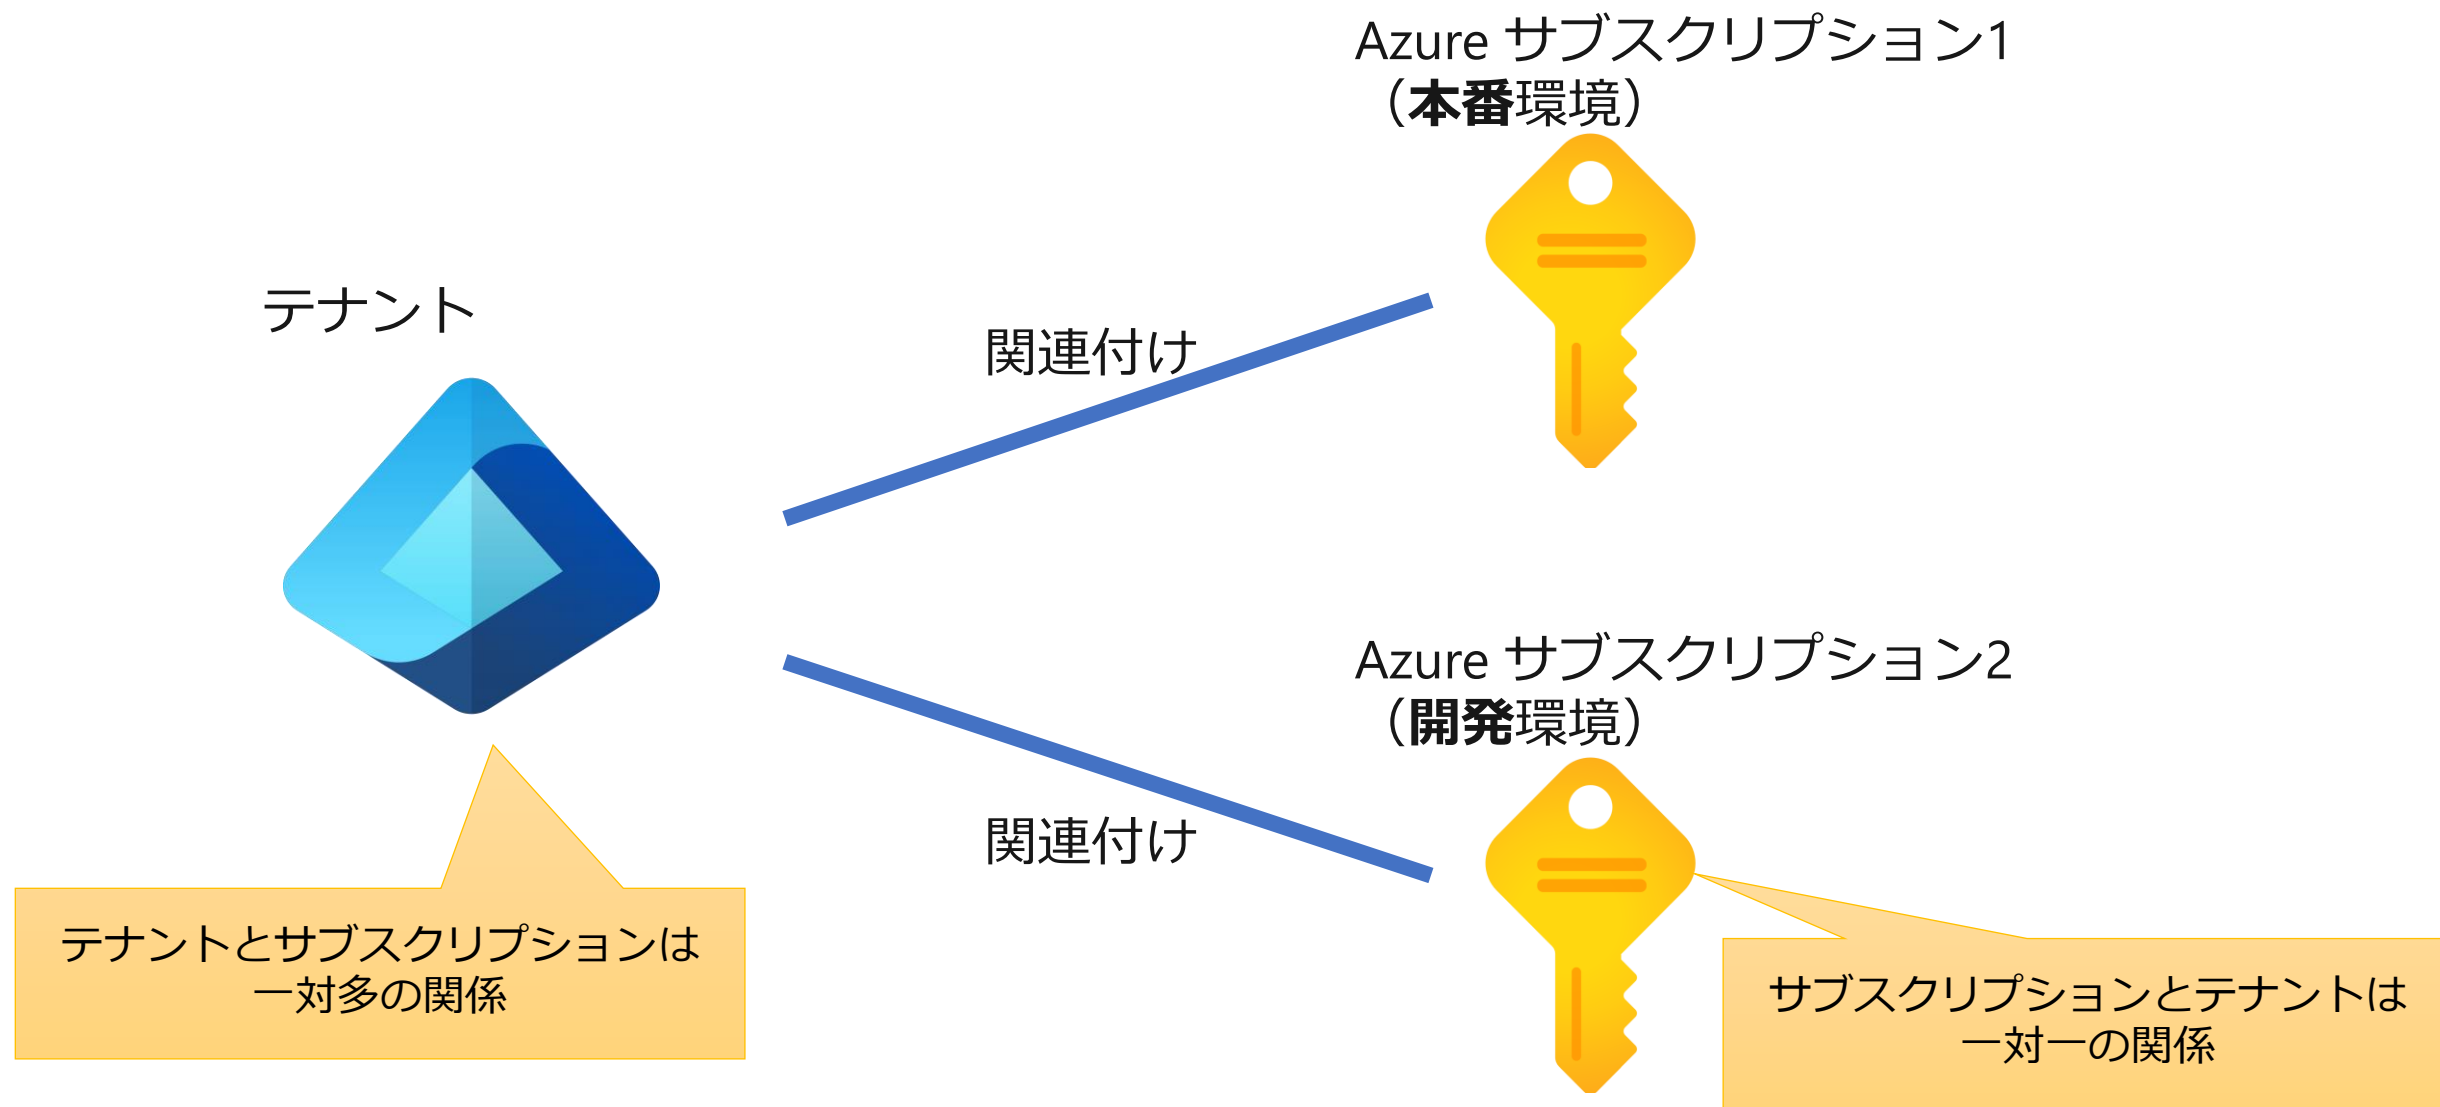 Azure サブスクリプション1
（本番環境）
テナント
関連付け
Azure サブスクリプション2
（開発環境）
関連付け
テナントとサブスクリプションは
一対多の関係
サブスクリプションとテナントは
一対一の関係